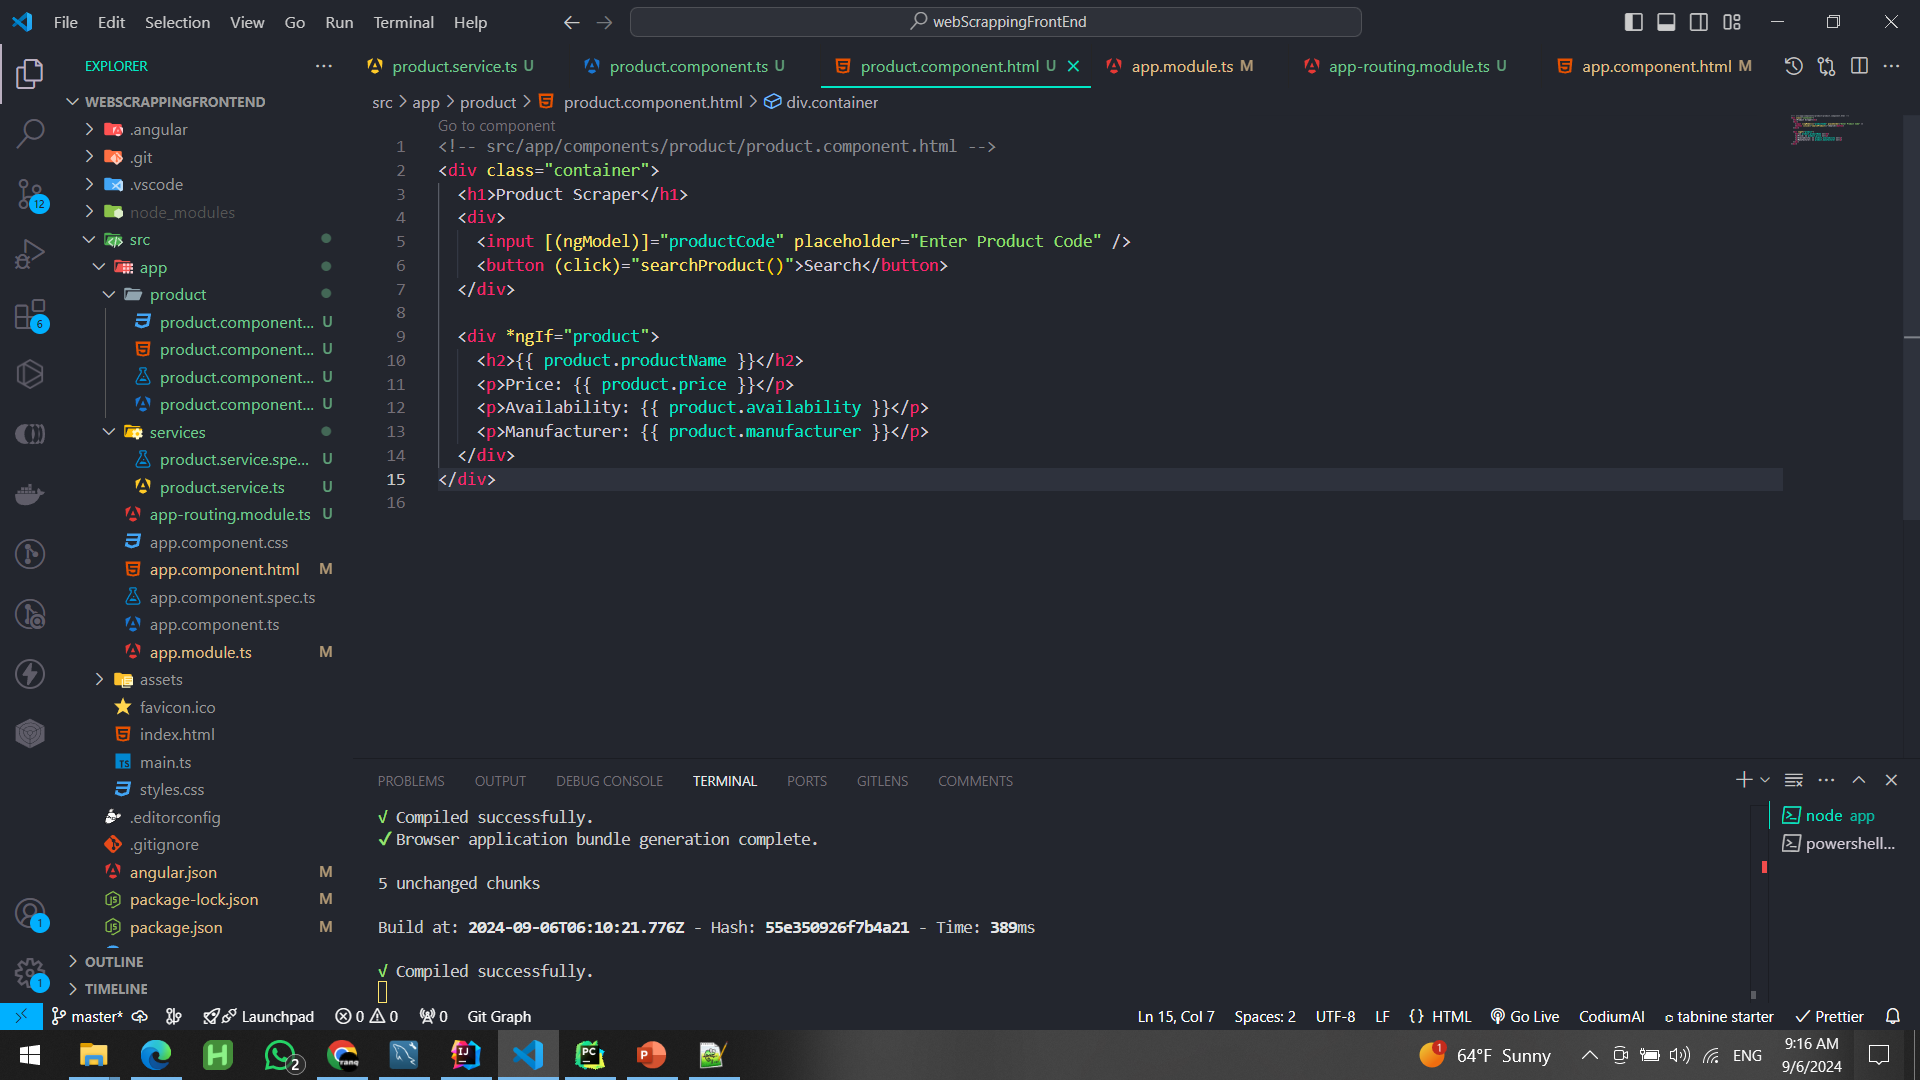 File Edit Selection View Go Run Terminal Help
webScrappingFrontEnd
EXPLORER
WEBSCRAPPINGFRONTEND
.angular
.git
.vscode
node_modules
src
app
product
product.component... U
product.component... U
product.component... U
product.component... U
services
product.service.spe... U
product.service.ts U
app-routing.module.ts U
app.component.css
app.component.html M
app.component.spec.ts
app.component.ts
app.module.ts M
assets
favicon.ico
index.html
main.ts
styles.css
.editorconfig
.gitignore
angular.json M
package-lock.json M
package.json M
OUTLINE
TIMELINE
12
6
1
1
product.service.ts U product.component.ts U product.component.html U app.module.ts M app-routing.module.ts U app.component.html M
src > app > product > product.component.html > div.container
Go to component
1 <!-- src/app/components/product/product.component.html -->
2 <div class="container">
3 <h1>Product Scraper</h1>
4 <div>
5 <input [(ngModel)]="productCode" placeholder="Enter Product Code" />
6 <button (click)="searchProduct()">Search</button>
7 </div>
8
9 <div *ngIf="product">
10 <h2>{{ product.productName }}</h2>
11 <p>Price: {{ product.price }}</p>
12 <p>Availability: {{ product.availability }}</p>
13 <p>Manufacturer: {{ product.manufacturer }}</p>
14 </div>
15 </div>
16
PROBLEMS OUTPUT DEBUG CONSOLE TERMINAL PORTS GITLENS COMMENTS
√ Compiled successfully.
✔ Browser application bundle generation complete.
5 unchanged chunks
Build at: 2024-09-06T06:10:21.776Z - Hash: 55e350926f7b4a21 - Time: 389ms
√ Compiled successfully.
node app
powershell...
master* Launchpad 0 0 0 Git Graph Ln 15, Col 7 Spaces: 2 UTF-8 LF {} HTML Go Live CodiumAI tabnine starter Prettier
2
1
64°F Sunny
ENG
9:16 AM
9/6/2024